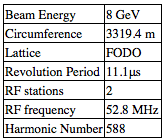 Beam Energy 8 GeV
Circumference 3319.4 m
Lattice FODO
Revolution Period 11.1μs
RF stations 2
RF frequency 52.8 MHz
Harmonic Number 588